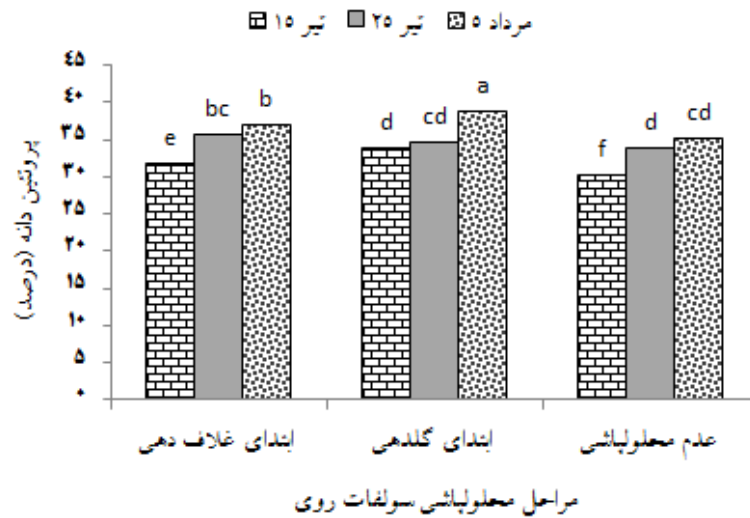 ۱۵ تیر ۲۵ تیر ۵ مرداد
پروتئین دانه (درصد)
۴۵
۴۰
۳۵
۳۰
۲۵
۲۰
۱۵
۱۰
۵
۰
e bc b d cd a f d cd
ابتدای غلاف دهی ابتدای گلدهی عدم محلولپاشی
مراحل محلولپاشی سولفات روی